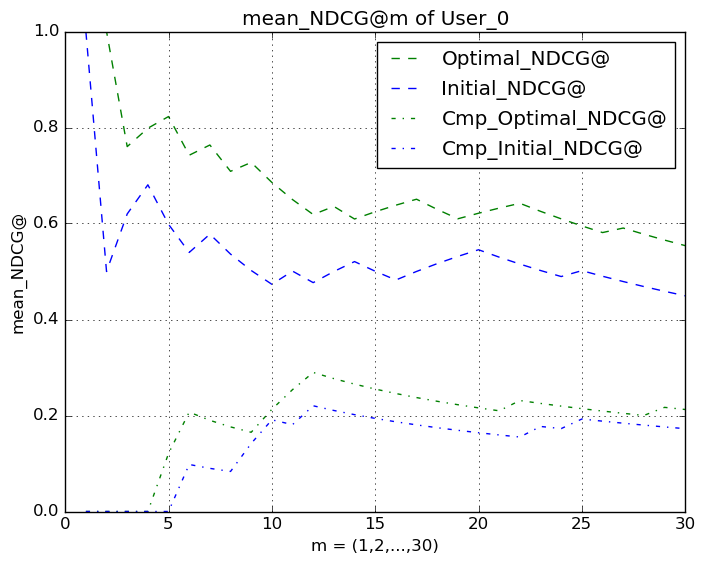 mean_NDCG@m of User_0
Optimal_NDCG@
Initial_NDCG@
Cmp_Optimal_NDCG@
Cmp_Initial_NDCG@
mean_NDCG@
1.0
0.8
0.6
0.4
0.2
0.0
0 5 10 15 20 25 30
m = (1,2,...,30)